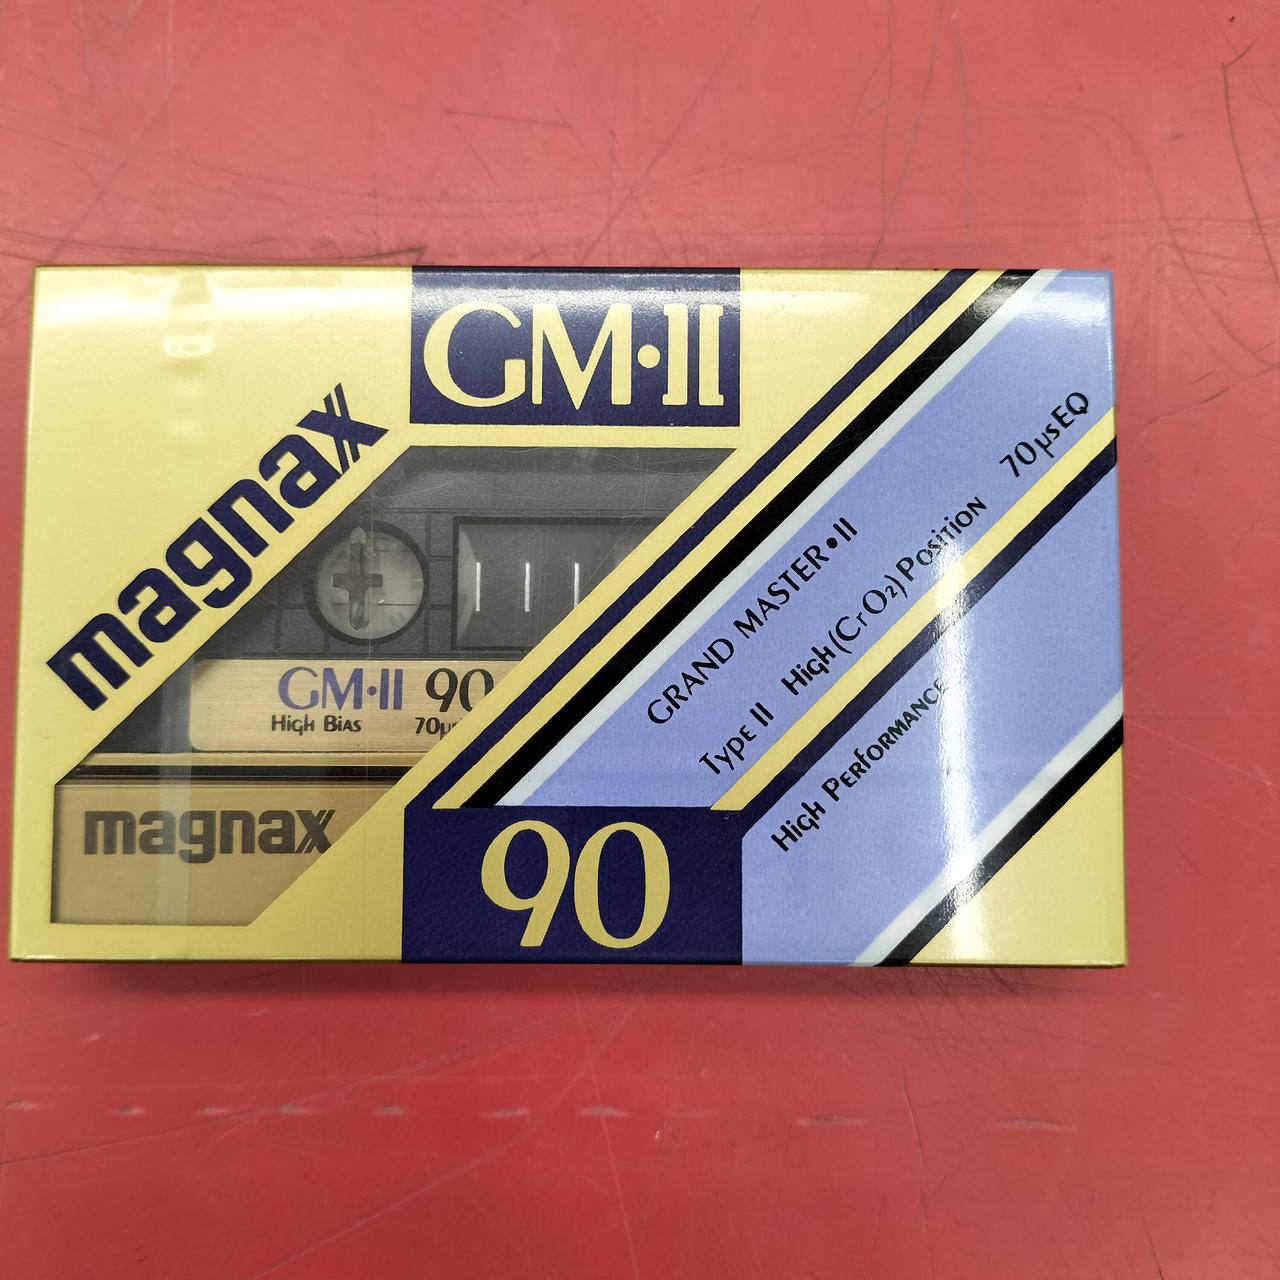 GM•II
magnax
GRAND MASTER•II
Type II High (CrO₂) Position 70μsEQ
High Performance
GM•II 90
High Bias 70μs
magnax
90